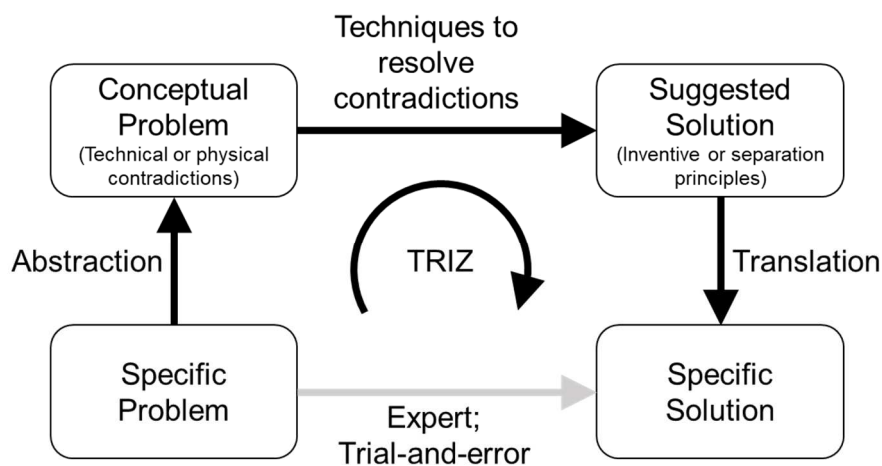 Techniques to
resolve
contradictions
Conceptual
Problem
(Technical or physical
contradictions)
Suggested
Solution
(Inventive or separation
principles)
Abstraction
TRIZ
Translation
Specific
Problem
Expert;
Trial-and-error
Specific
Solution